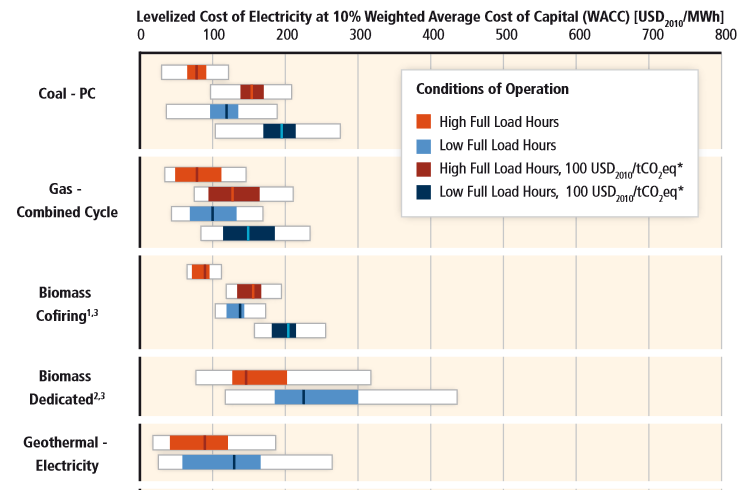 Levelized Cost of Electricity at 10% Weighted Average Cost of Capital (WACC) [USD2010/MWh]
0 100 200 300 400 500 600 700 800
Coal - PC
Conditions of Operation
High Full Load Hours
Low Full Load Hours
High Full Load Hours, 100 USD2010/tCO2eq*
Low Full Load Hours, 100 USD2010/tCO2eq*
Gas -
Combined Cycle
Biomass
Cofiring1,3
Biomass
Dedicated2,3
Geothermal -
Electricity